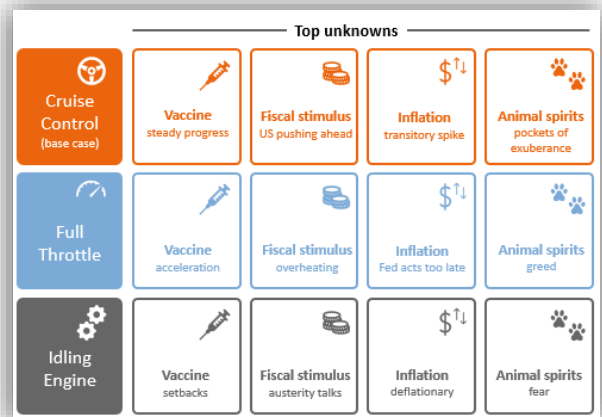 Top unknowns
Cruise
Control
(base case)
Vaccine
steady progress
Fiscal stimulus
US pushing ahead
$↑↓
Inflation
transitory spike
Animal spirits
pockets of
exuberance
Full
Throttle
Vaccine
acceleration
Fiscal stimulus
overheating
$↑↓
Inflation
Fed acts too late
Animal spirits
greed
Idling
Engine
Vaccine
setbacks
Fiscal stimulus
austerity talks
$↑↓
Inflation
deflationary
Animal spirits
fear